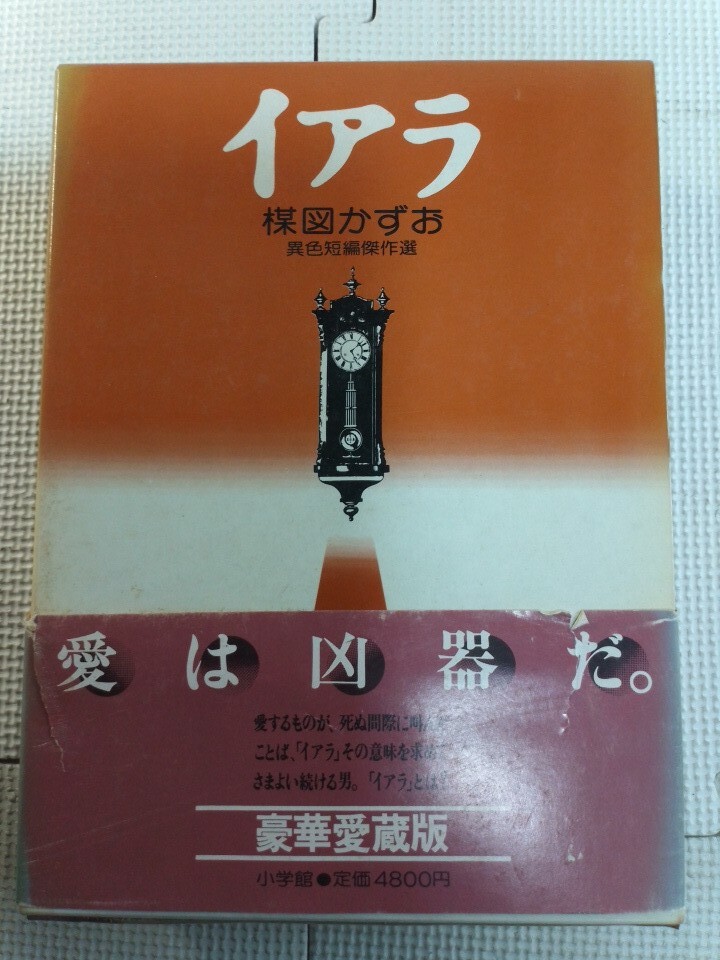 イアラ
楳図かずお
異色短編傑作選
愛は凶器だ。
愛するものが、死ぬ間際に叫んだ
ことば、「イアラ」その意味を求め
さまよい続ける男。「イアラ」とは
豪華愛蔵版
小学館●定価4800円